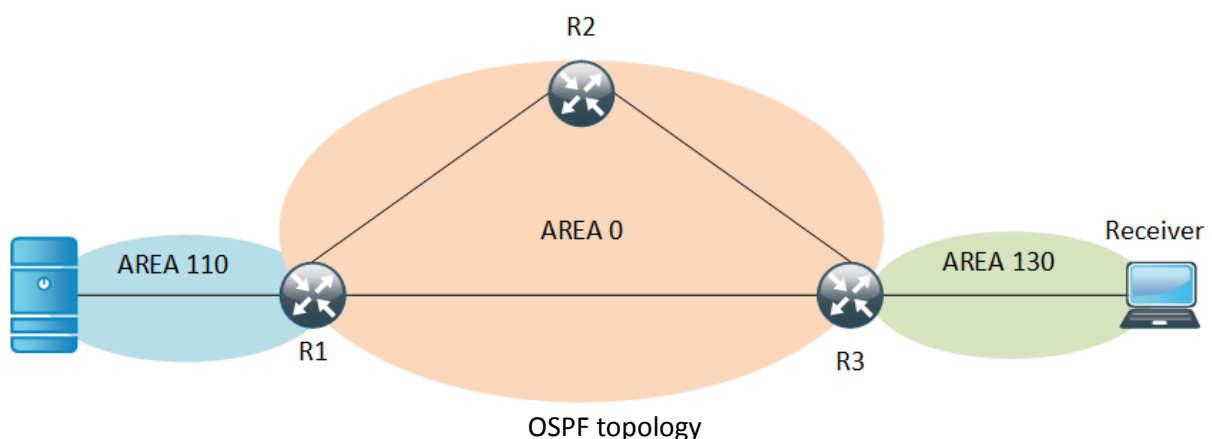 R2
AREA 0
Receiver
AREA 110
AREA 130
R1
R3
OSPF topology